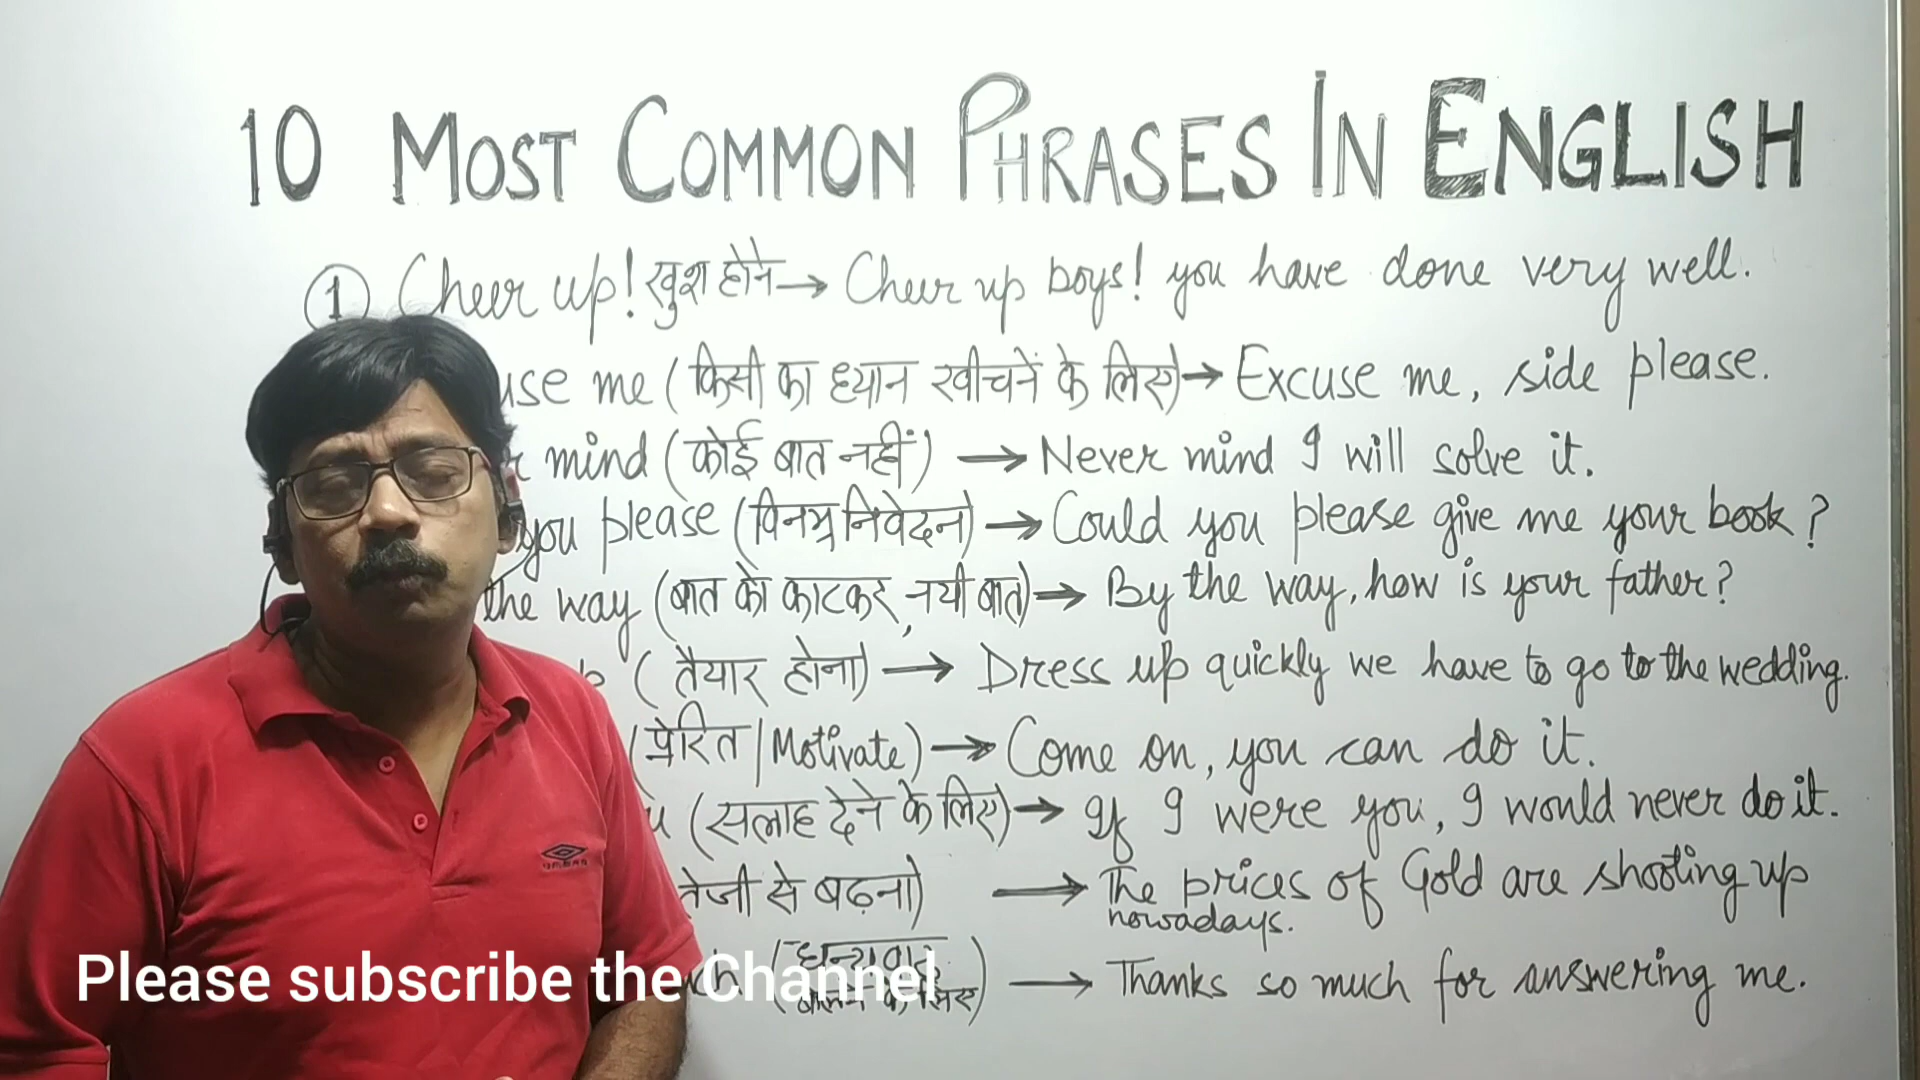 10 MOST COMMON PHRASES IN ENGLISH
① Cheer up! खुश होने → Cheer up boys! you have done very well.
use me (किसी का ध्यान खीचनें के लिए) → Excuse me, side please.
r mind (कोई बात नहीं) → Never mind I will solve it.
you please (विनम्र निवेदन) → Could you please give me your book?
the way (बात को काटकर, नयी बात) → By the way, how is your father?
p (तैयार होना) → Dress up quickly we have to go to the wedding.
(प्रेरित/Motivate) → Come on, you can do it.
u (सलाह देने के लिए) → If I were you, I would never do it.
तेजी से बढ़ना) → The prices of Gold are shooting up
nowadays.
ch (धन्यवाद → Thanks so much for answering me.
के लिए)
Please subscribe the Channel
UMBRO